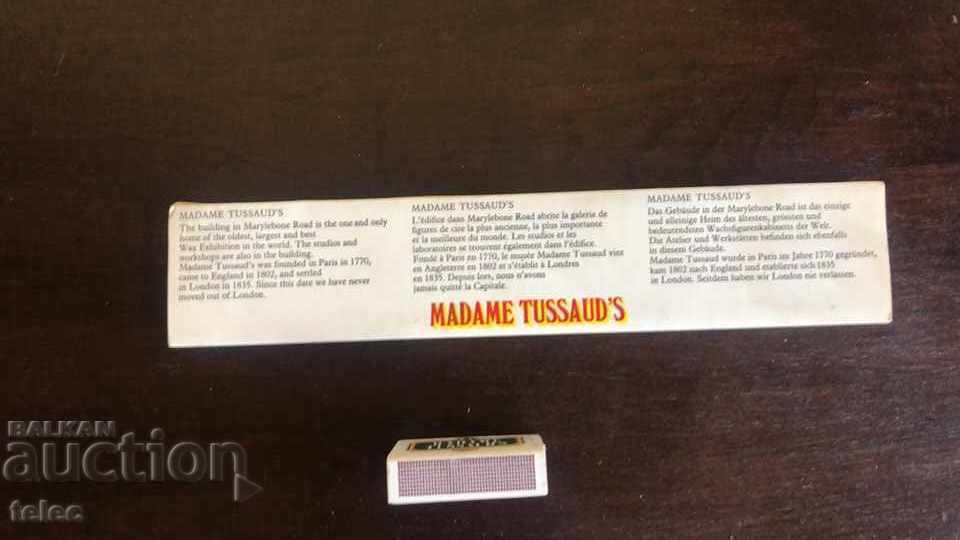 MADAME TUSSAUD'S
The building in Marylebone Road is the one and only
home of the oldest, largest and best
Wax Exhibition in the world. The studios and
workshops are also in the building.
Madame Tussaud's was founded in Paris in 1770,
came to England in 1802, and settled
in London in 1835. Since this date we have never
moved out of London.
MADAME TUSSAUD'S
L'édifice dans Marylebone Road abrite la galerie de
figures de cire la plus ancienne, la plus importante
et la meilleure du monde. Les studios et les
laboratoires se trouvent également dans l'édifice.
Fondé à Paris en 1770, le musée Madame Tussaud vint
en Angleterre en 1802 et s'établit à Londres
en 1835. Depuis lors, nous n'avons
jamais quitté la Capitale.
MADAME TUSSAUD'S
Das Gebäude in der Marylebone Road ist das einzige
und alleinige Heim des ältesten, grössten und
bedeutendsten Wachsfigurenkabinetts der Welt.
Die Atelier und Werkstätten befinden sich ebenfalls
in diesem Gebäude.
Madame Tussaud wurde in Paris im Jahre 1770 gegründet,
kam 1802 nach England und etablierte sich 1835
in London. Seitdem haben wir London nie verlassen.
MADAME TUSSAUD'S
BALKAN
auction
telec